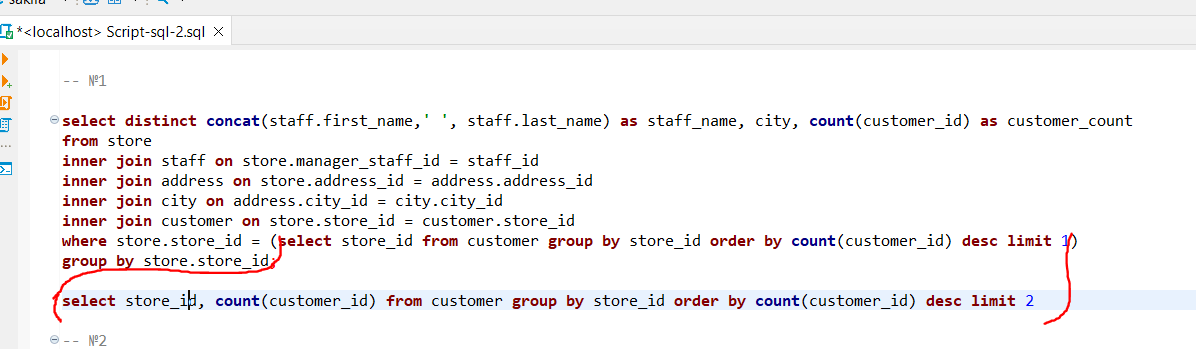 *<localhost> Script-sql-2.sql
-- №1
select distinct concat(staff.first_name,' ', staff.last_name) as staff_name, city, count(customer_id) as customer_count
from store
inner join staff on store.manager_staff_id = staff_id
inner join address on store.address_id = address.address_id
inner join city on address.city_id = city.city_id
inner join customer on store.store_id = customer.store_id
where store.store_id = (select store_id from customer group by store_id order by count(customer_id) desc limit 1)
group by store.store_id;
select store_id, count(customer_id) from customer group by store_id order by count(customer_id) desc limit 2
-- №2